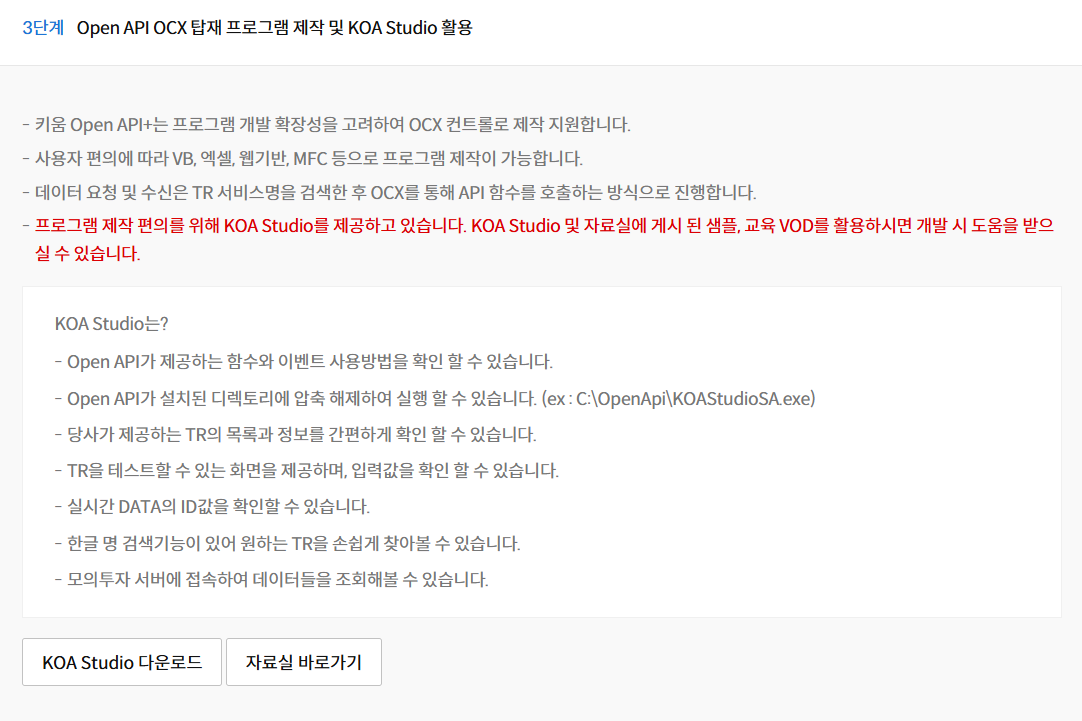 3단계 Open API OCX 탑재 프로그램 제작 및 KOA Studio 활용
- 키움 Open API+는 프로그램 개발 확장성을 고려하여 OCX 컨트롤로 제작 지원합니다.
- 사용자 편의에 따라 VB, 엑셀, 웹기반, MFC 등으로 프로그램 제작이 가능합니다.
- 데이터 요청 및 수신은 TR 서비스명을 검색한 후 OCX를 통해 API 함수를 호출하는 방식으로 진행합니다.
- 프로그램 제작 편의를 위해 KOA Studio를 제공하고 있습니다. KOA Studio 및 자료실에 게시 된 샘플, 교육 VOD를 활용하시면 개발 시 도움을 받으
실 수 있습니다.
KOA Studio는?
- Open API가 제공하는 함수와 이벤트 사용방법을 확인 할 수 있습니다.
- Open API가 설치된 디렉토리에 압축 해제하여 실행 할 수 있습니다. (ex : C:\OpenApi\KOAStudioSA.exe)
- 당사가 제공하는 TR의 목록과 정보를 간편하게 확인 할 수 있습니다.
- TR을 테스트할 수 있는 화면을 제공하며, 입력값을 확인 할 수 있습니다.
- 실시간 DATA의 ID값을 확인할 수 있습니다.
- 한글 명 검색기능이 있어 원하는 TR을 손쉽게 찾아볼 수 있습니다.
- 모의투자 서버에 접속하여 데이터들을 조회해볼 수 있습니다.
KOA Studio 다운로드 자료실 바로가기